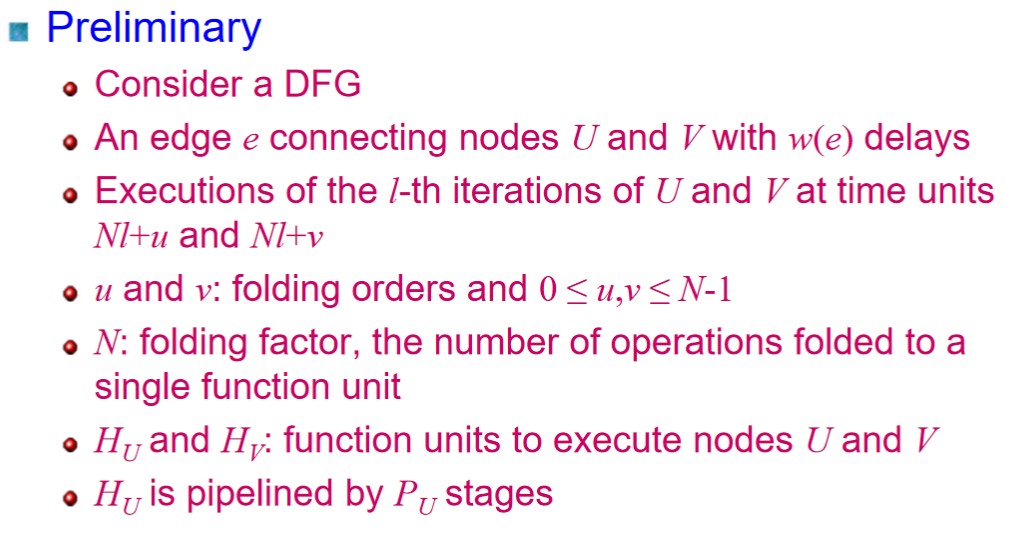 Preliminary
Consider a DFG
An edge e connecting nodes U and V with w(e) delays
Executions of the l-th iterations of U and V at time units
Nl+u and Nl+v
u and v: folding orders and 0 ≤ u,v ≤ N-1
N: folding factor, the number of operations folded to a
single function unit
H_U and H_V: function units to execute nodes U and V
H_U is pipelined by P_U stages